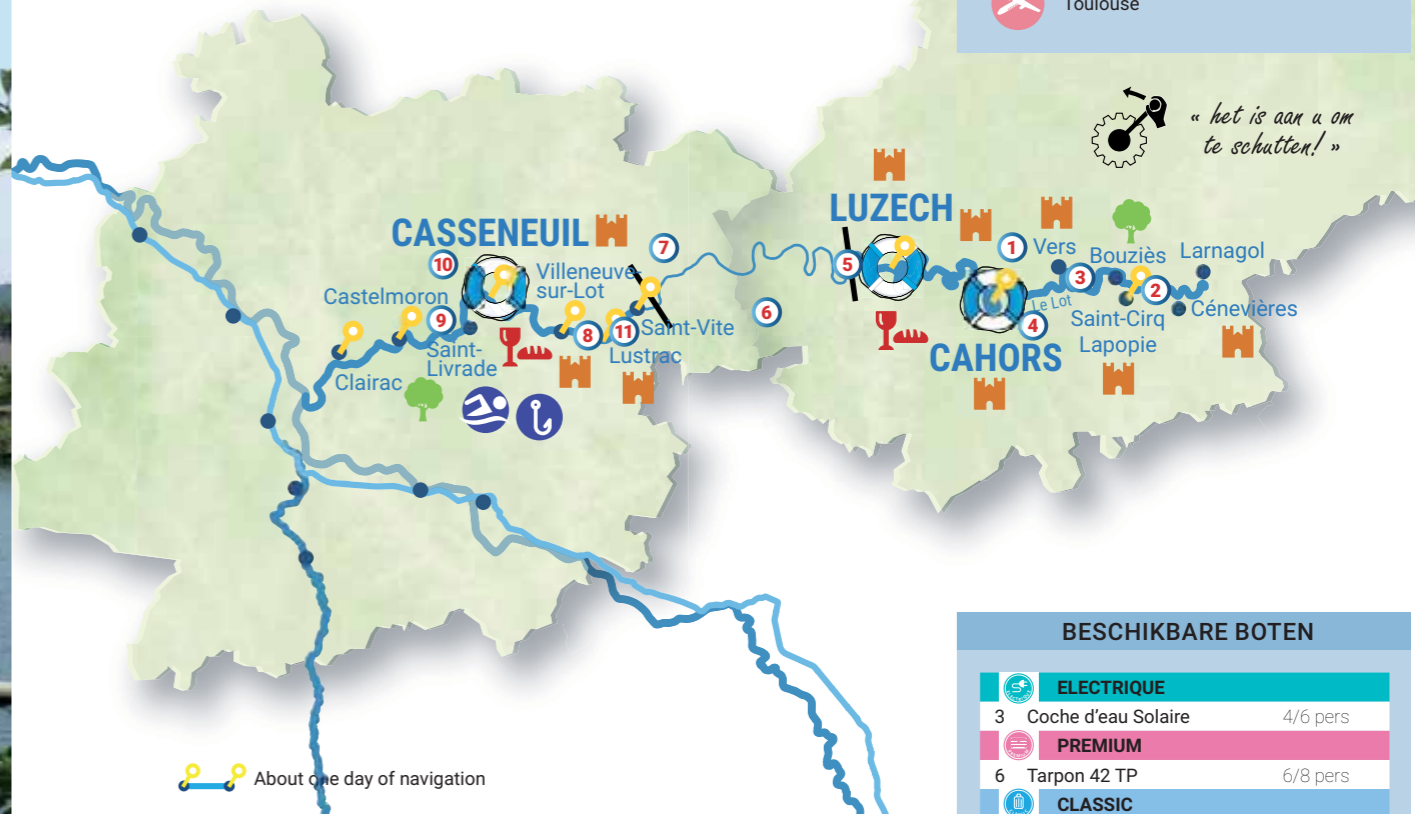 Toulouse
« het is aan u om
te schutten! »
LUZECH
CASSENEUIL
7
1
Vers
Bouziès
Larnagol
10
5
Villeneuve-
sur-Lot
3
2
Castelmoron
Le Lot
Cénevières
6
9
8
11
Saint-Vite
4
Saint-Cirq
Lapopie
Saint-
Livrade
Lustrac
CAHORS
Clairac
About one day of navigation
BESCHIKBARE BOTEN
ELECTRIQUE
3 Coche d'eau Solaire 4/6 pers
PREMIUM
6 Tarpon 42 TP 6/8 pers
CLASSIC